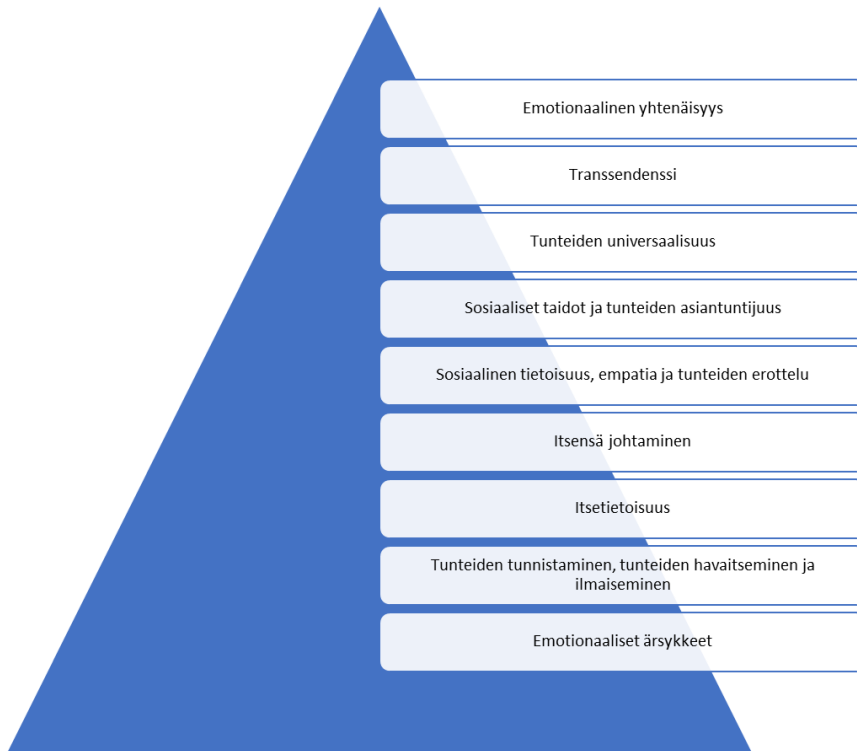 Emotionaalinen yhtenäisyys
Transsendenssi
Tunteiden universaalisuus
Sosiaaliset taidot ja tunteiden asiantuntijuus
Sosiaalinen tietoisuus, empatia ja tunteiden erottelu
Itsensä johtaminen
Itsetietoisuus
Tunteiden tunnistaminen, tunteiden havaitseminen ja
ilmaiseminen
Emotionaaliset ärsykkeet